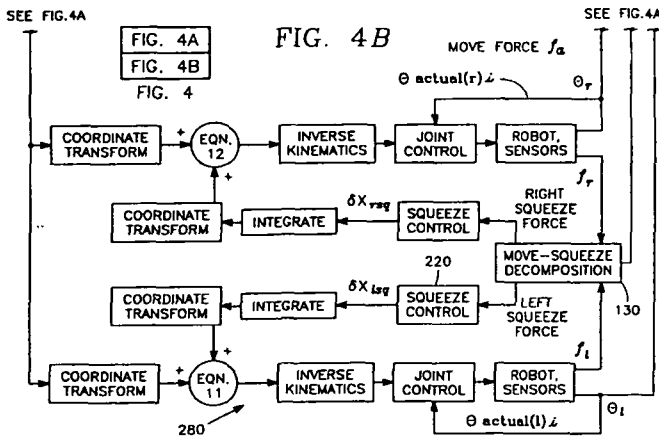 SEE FIG.4A
FIG. 4A
FIG. 4B
FIG. 4
FIG. 4B
SEE FIG.4A
MOVE FORCE fa
Θ actual(r)i
Θr
COORDINATE
TRANSFORM
+
EQN.
12
INVERSE
KINEMATICS
JOINT
CONTROL
ROBOT,
SENSORS
+
fr
COORDINATE
TRANSFORM
INTEGRATE
δXrsq
SQUEEZE
CONTROL
RIGHT
SQUEEZE
FORCE
220
MOVE-SQUEEZE
DECOMPOSITION
130
COORDINATE
TRANSFORM
INTEGRATE
δXlsq
SQUEEZE
CONTROL
LEFT
SQUEEZE
FORCE
+
fl
COORDINATE
TRANSFORM
+
EQN.
11
INVERSE
KINEMATICS
JOINT
CONTROL
ROBOT,
SENSORS
280
Θ actual(l)i
Θl